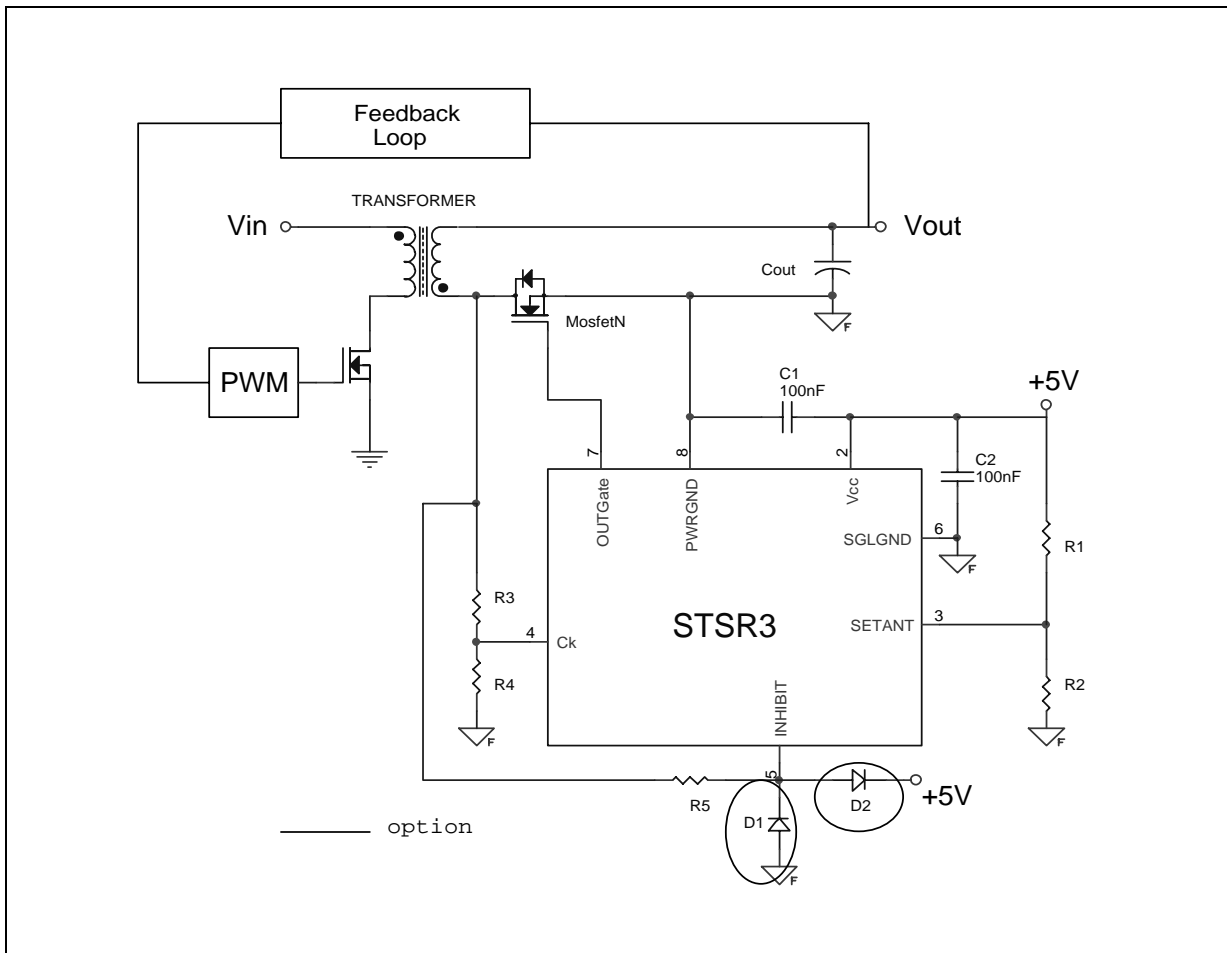 Feedback
Loop
TRANSFORMER
Vin
Vout
Cout
F
MosfetN
PWM
C1
100nF
+5V
7
8
2
C2
100nF
OUTGate
PWRGND
Vcc
SGLGND
6
F
R1
R3
4
Ck
STSR3
SETANT
3
R4
R2
F
INHIBIT
F
5
R5
D2
+5V
D1
F
option